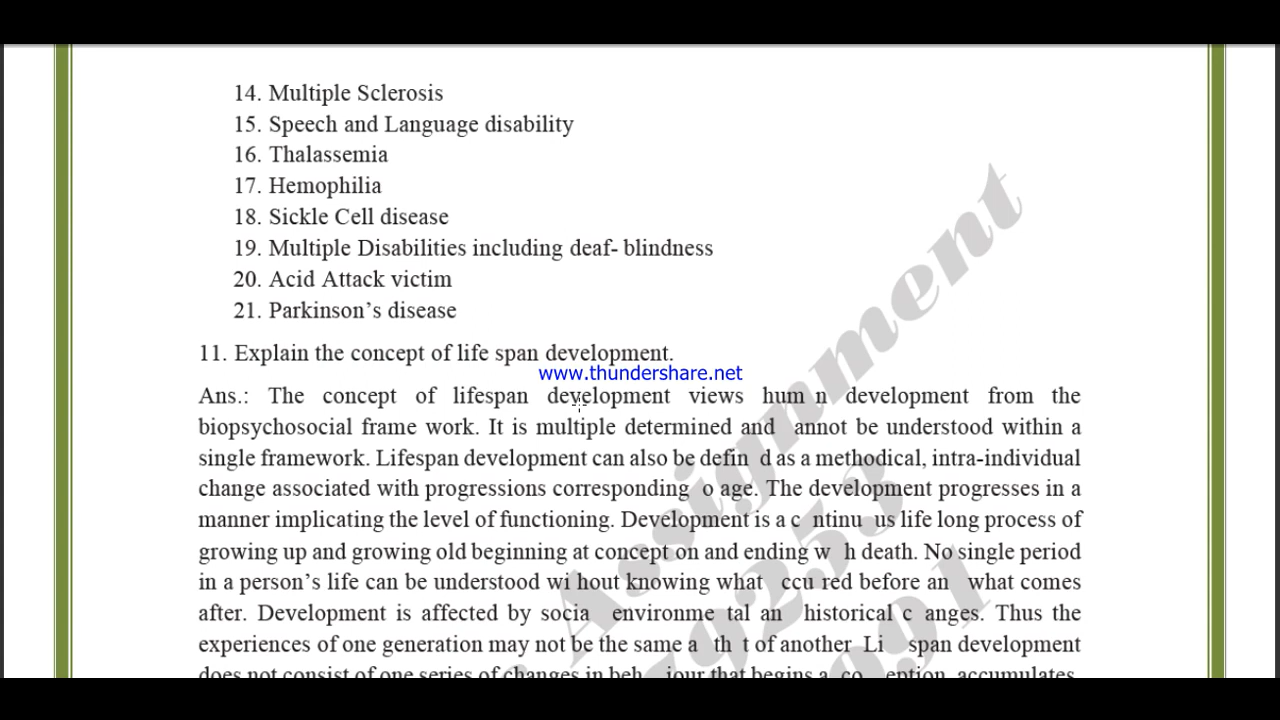 14. Multiple Sclerosis
15. Speech and Language disability
16. Thalassemia
17. Hemophilia
18. Sickle Cell disease
19. Multiple Disabilities including deaf- blindness
20. Acid Attack victim
21. Parkinson’s disease
11. Explain the concept of life span development.
www.thundershare.net
Ans.: The concept of lifespan development views hum n development from the
biopsychosocial frame work. It is multiple determined and annot be understood within a
single framework. Lifespan development can also be defin d as a methodical, intra-individual
change associated with progressions corresponding o age. The development progresses in a
manner implicating the level of functioning. Development is a c ntinu us life long process of
growing up and growing old beginning at concept on and ending w h death. No single period
in a person’s life can be understood wi hout knowing what ccu red before an what comes
after. Development is affected by socia environme tal an historical c anges. Thus the
experiences of one generation may not be the same a th t of another Li span development
does not consist of one series of changes in beh iour that begins a co eption, accumulates,
Assignment